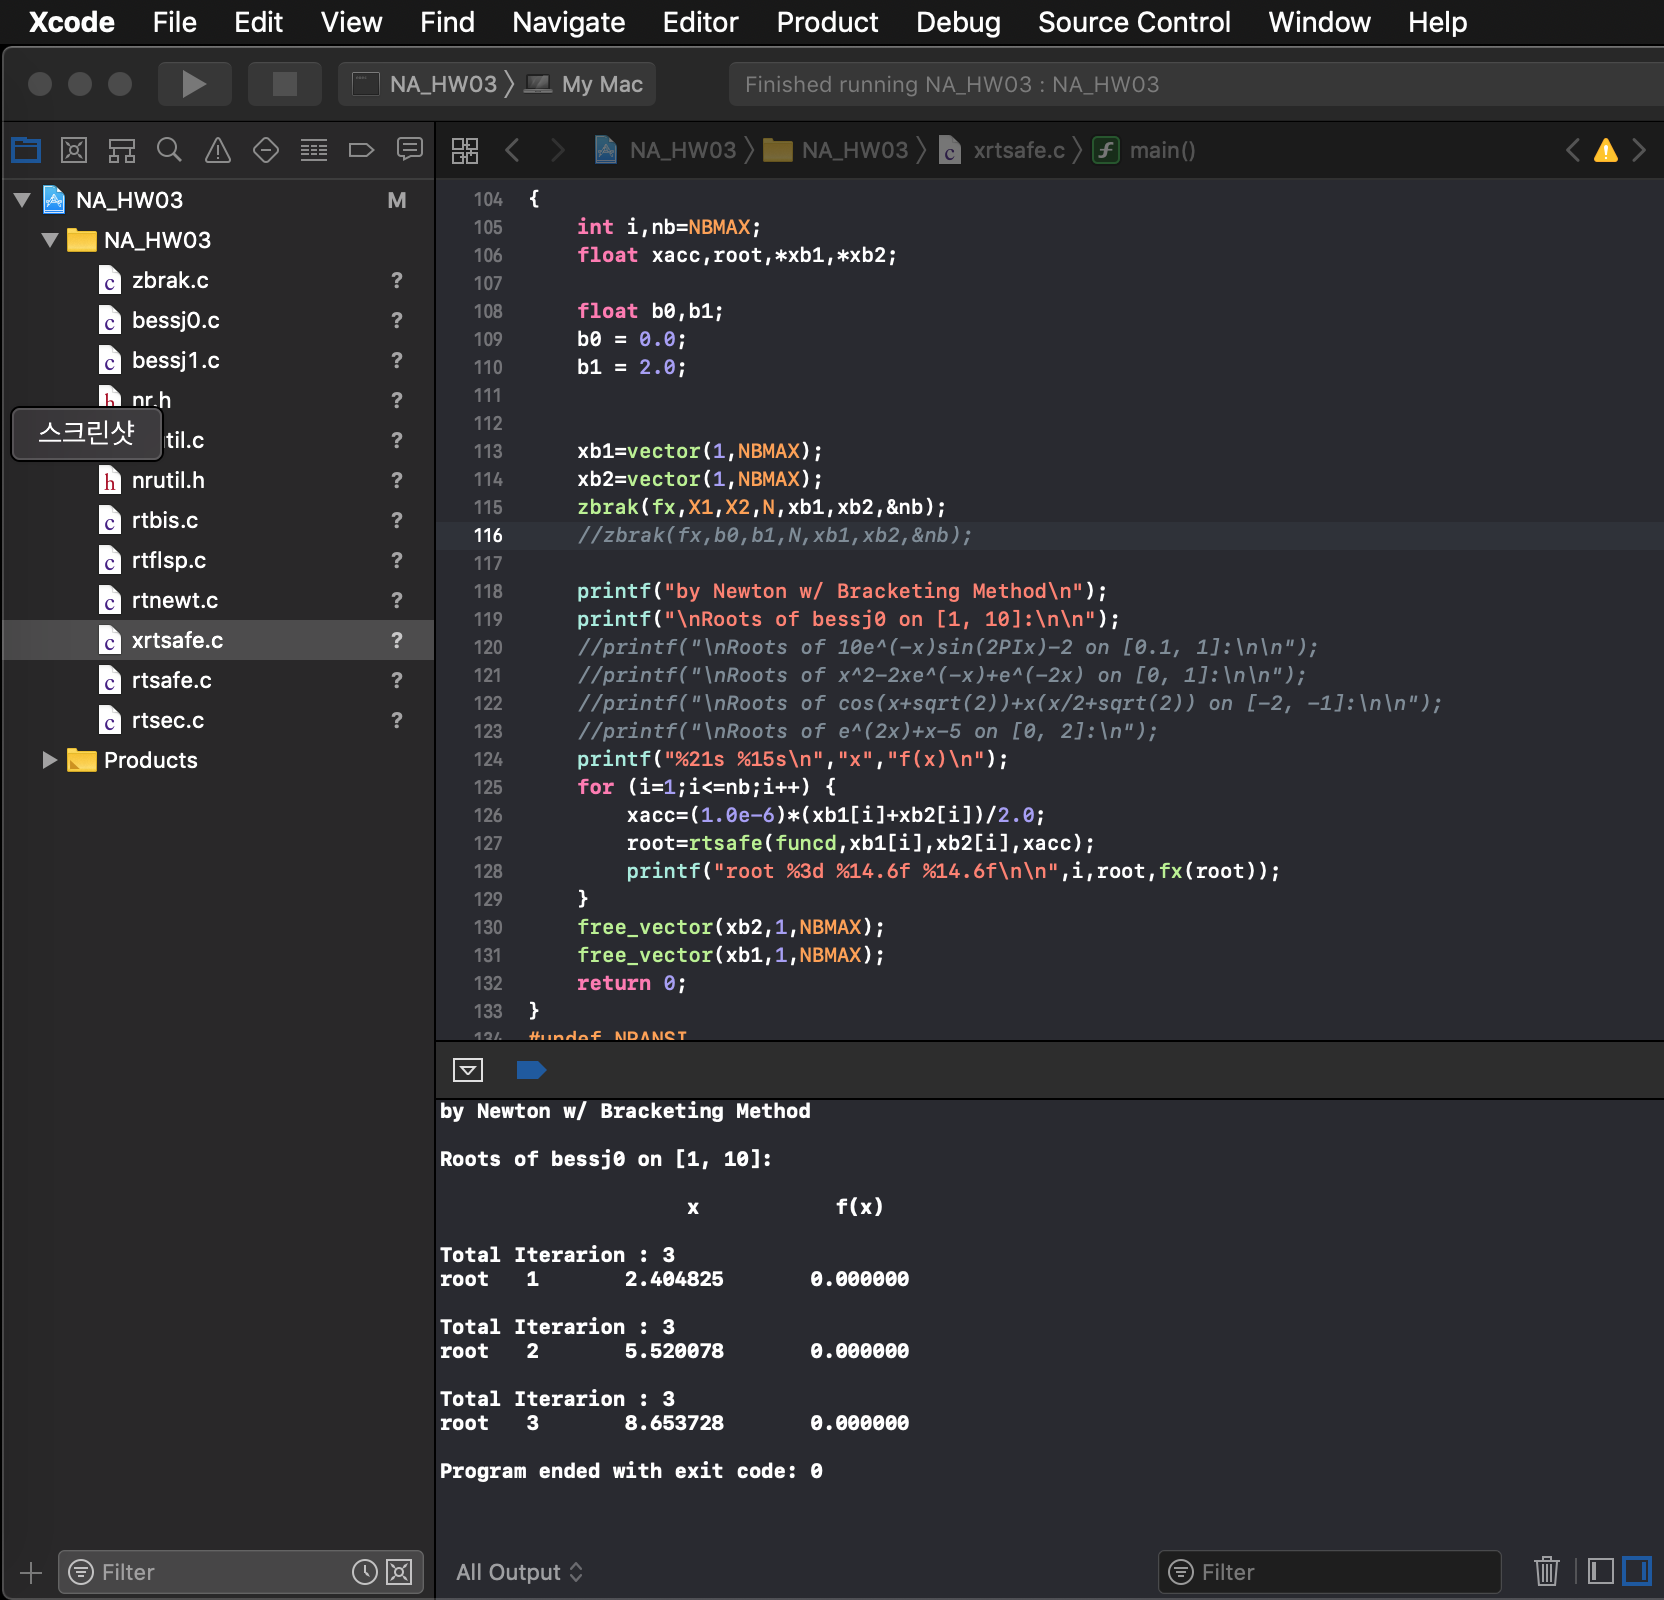 Xcode File Edit View Find Navigate Editor Product Debug Source Control Window Help
NA_HW03 My Mac
Finished running NA_HW03 : NA_HW03
NA_HW03 NA_HW03 xrtsafe.c main()
NA_HW03 M
NA_HW03
zbrak.c ?
bessj0.c ?
bessj1.c ?
nr.h ?
스크린샷
til.c ?
nrutil.h ?
rtbis.c ?
rtflsp.c ?
rtnewt.c ?
xrtsafe.c ?
rtsafe.c ?
rtsec.c ?
Products
Filter
104 {
105     int i,nb=NBMAX;
106     float xacc,root,*xb1,*xb2;
107
108     float b0,b1;
109     b0 = 0.0;
110     b1 = 2.0;
111
112
113     xb1=vector(1,NBMAX);
114     xb2=vector(1,NBMAX);
115     zbrak(fx,X1,X2,N,xb1,xb2,&nb);
116     //zbrak(fx,b0,b1,N,xb1,xb2,&nb);
117
118     printf("by Newton w/ Bracketing Method\n");
119     printf("\nRoots of bessj0 on [1, 10]:\n\n");
120     //printf("\nRoots of 10e^(-x)sin(2PIx)-2 on [0.1, 1]:\n\n");
121     //printf("\nRoots of x^2-2xe^(-x)+e^(-2x) on [0, 1]:\n\n");
122     //printf("\nRoots of cos(x+sqrt(2))+x(x/2+sqrt(2)) on [-2, -1]:\n\n");
123     //printf("\nRoots of e^(2x)+x-5 on [0, 2]:\n");
124     printf("%21s %15s\n","x","f(x)\n");
125     for (i=1;i<=nb;i++) {
126         xacc=(1.0e-6)*(xb1[i]+xb2[i])/2.0;
127         root=rtsafe(funcd,xb1[i],xb2[i],xacc);
128         printf("root %3d %14.6f %14.6f\n\n",i,root,fx(root));
129     }
130     free_vector(xb2,1,NBMAX);
131     free_vector(xb1,1,NBMAX);
132     return 0;
133 }
134 #undef NRANSI
by Newton w/ Bracketing Method
Roots of bessj0 on [1, 10]:
x f(x)
Total Iterarion : 3
root 1 2.404825 0.000000
Total Iterarion : 3
root 2 5.520078 0.000000
Total Iterarion : 3
root 3 8.653728 0.000000
Program ended with exit code: 0
All Output
Filter